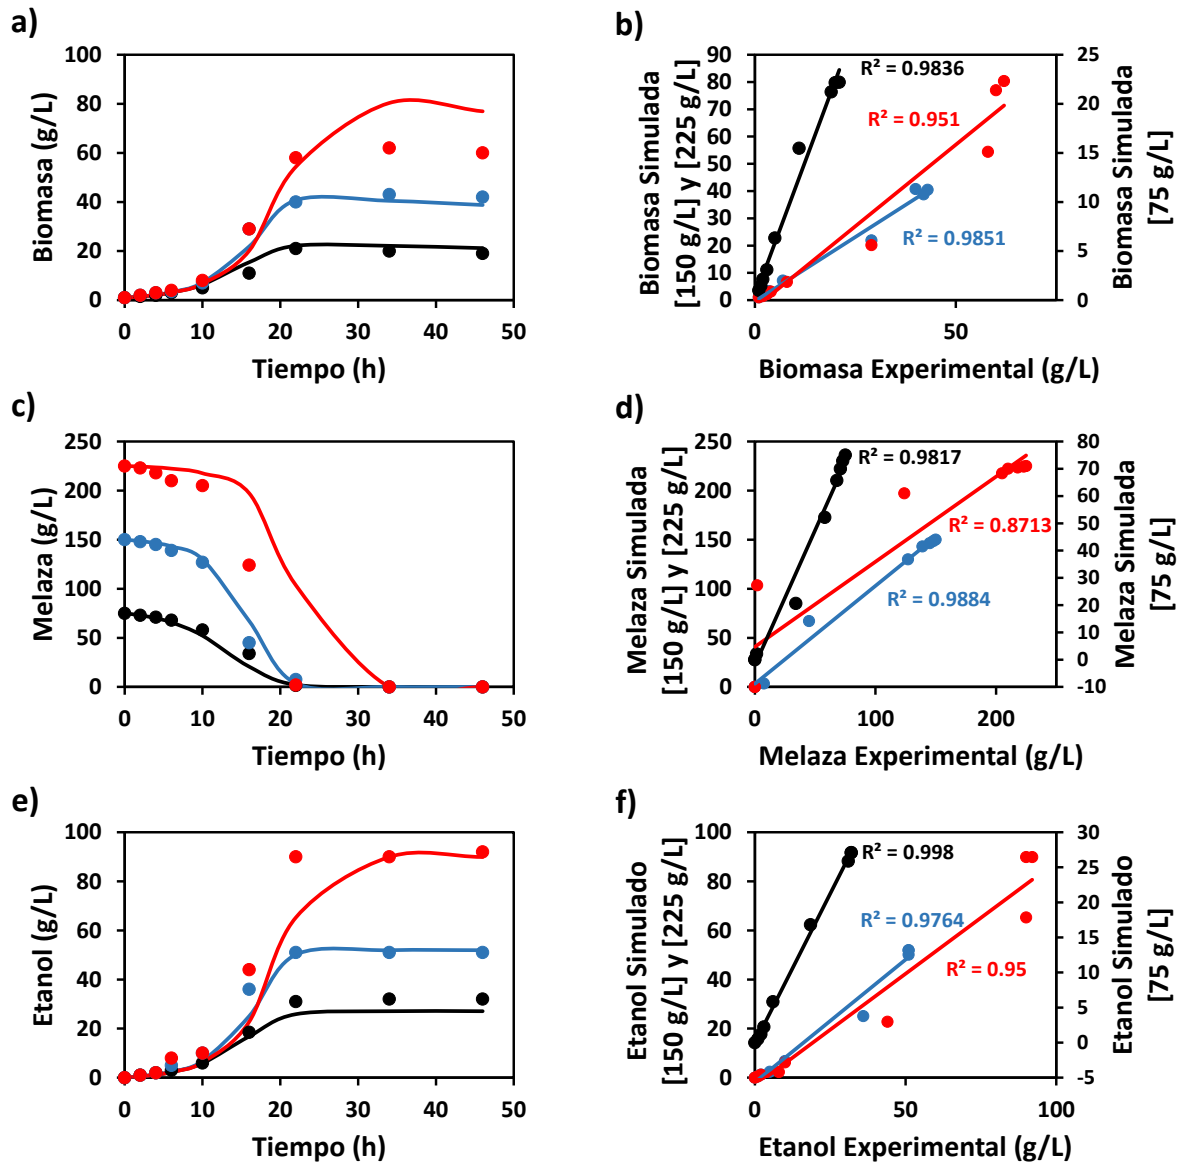 a)
100
80
60
40
20
0
Biomasa (g/L)
0 10 20 30 40 50
Tiempo (h)
b)
90
80
70
60
50
40
30
20
10
0
Biomasa Simulada
[150 g/L] y [225 g/L]
25
20
15
10
5
0
Biomasa Simulada
[75 g/L]
R² = 0.9836
R² = 0.951
R² = 0.9851
0 50
Biomasa Experimental (g/L)
c)
250
200
150
100
50
0
Melaza (g/L)
0 10 20 30 40 50
Tiempo (h)
d)
250
200
150
100
50
0
Melaza Simulada
[150 g/L] y [225 g/L]
80
70
60
50
40
30
20
10
0
-10
Melaza Simulada
[75 g/L]
R² = 0.9817
R² = 0.8713
R² = 0.9884
0 100 200
Melaza Experimental (g/L)
e)
100
80
60
40
20
0
Etanol (g/L)
0 10 20 30 40 50
Tiempo (h)
f)
100
80
60
40
20
0
Etanol Simulado
[150 g/L] y [225 g/L]
30
25
20
15
10
5
0
-5
Etanol Simulado
[75 g/L]
R² = 0.998
R² = 0.9764
R² = 0.95
0 50 100
Etanol Experimental (g/L)